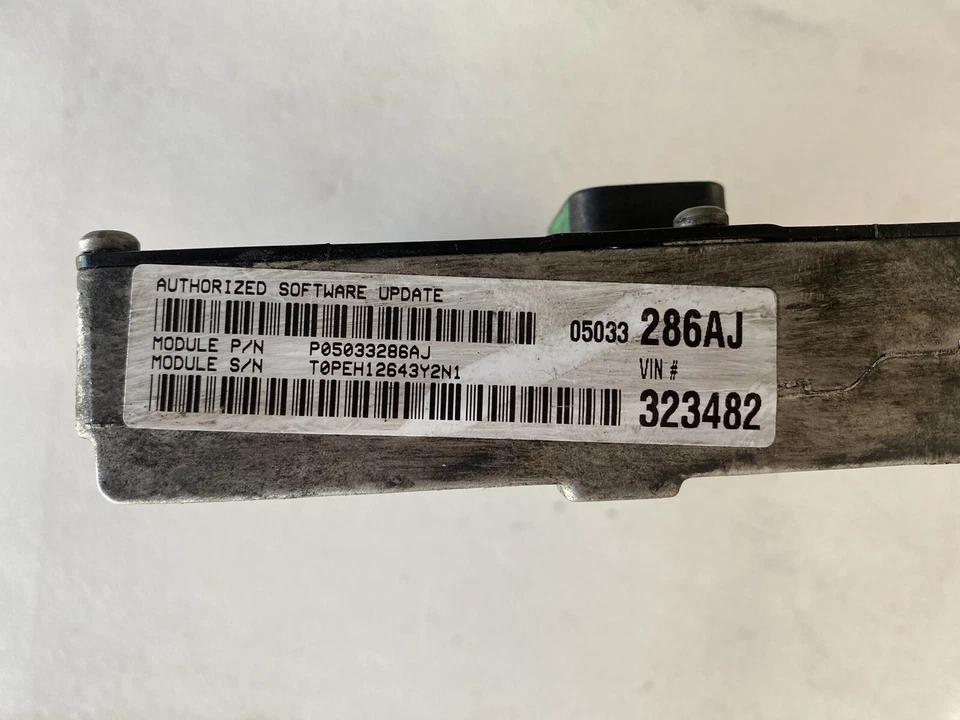 AUTHORIZED SOFTWARE UPDATE
05033 286AJ
MODULE P/N P05033286AJ
MODULE S/N T0PEH12643Y2N1
VIN #
323482